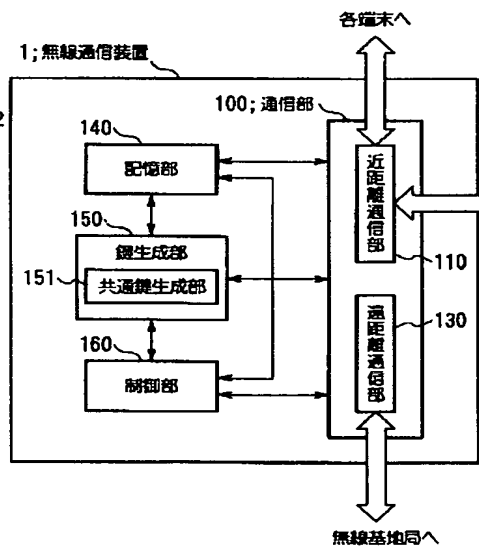 各端末へ
1;無線通信装置
100;通信部
2
140
記憶部
近距離通信部
150
鍵生成部
151
共通鍵生成部
110
130
160
制御部
遠距離通信部
無線基地局へ